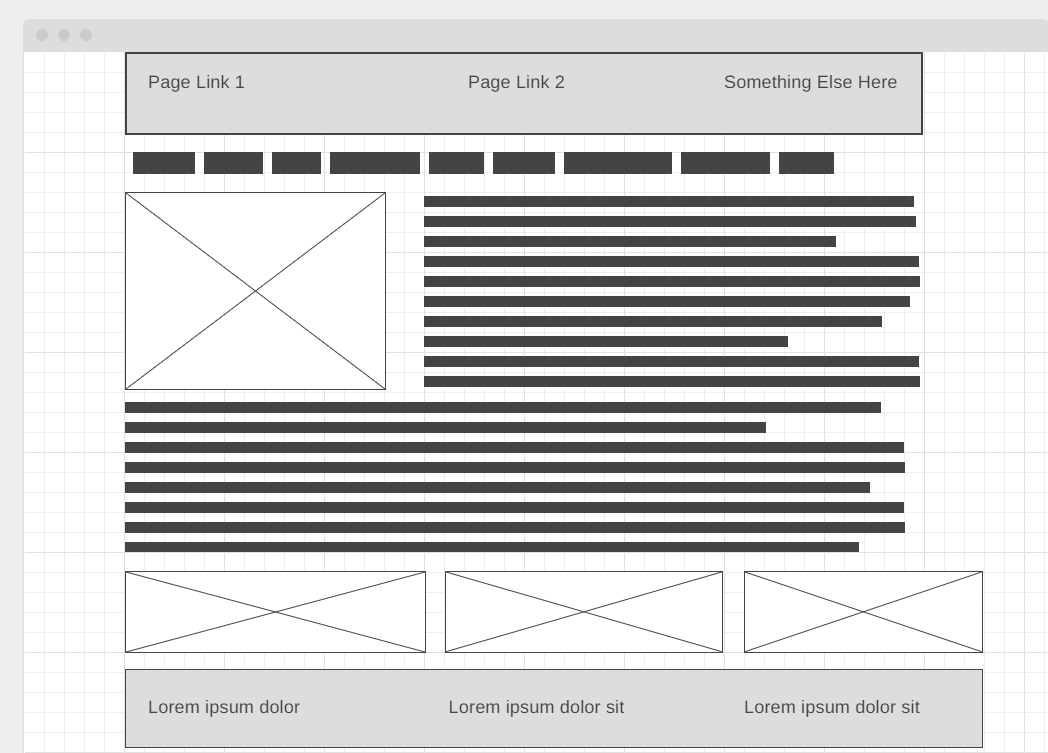 Page Link 1
Page Link 2
Something Else Here
Lorem ipsum dolor
Lorem ipsum dolor sit
Lorem ipsum dolor sit